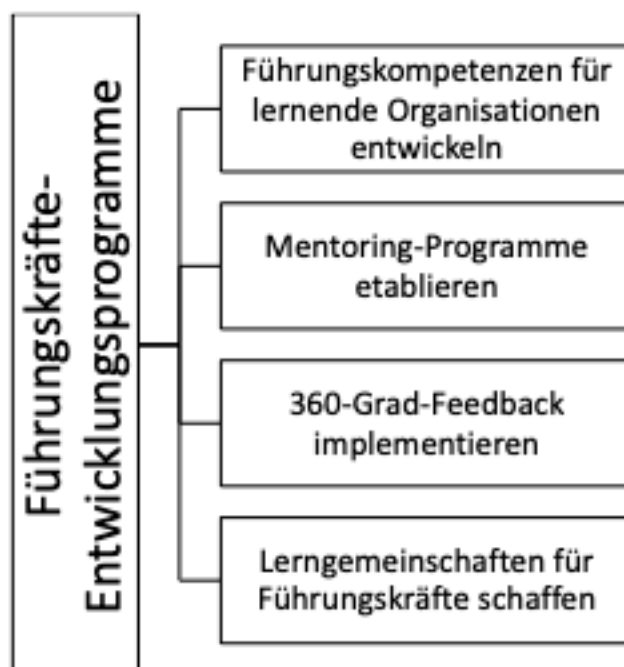 Führungskräfte-
Entwicklungsprogramme
Führungskompetenzen für
lernende Organisationen
entwickeln
Mentoring-Programme
etablieren
360-Grad-Feedback
implementieren
Lerngemeinschaften für
Führungskräfte schaffen